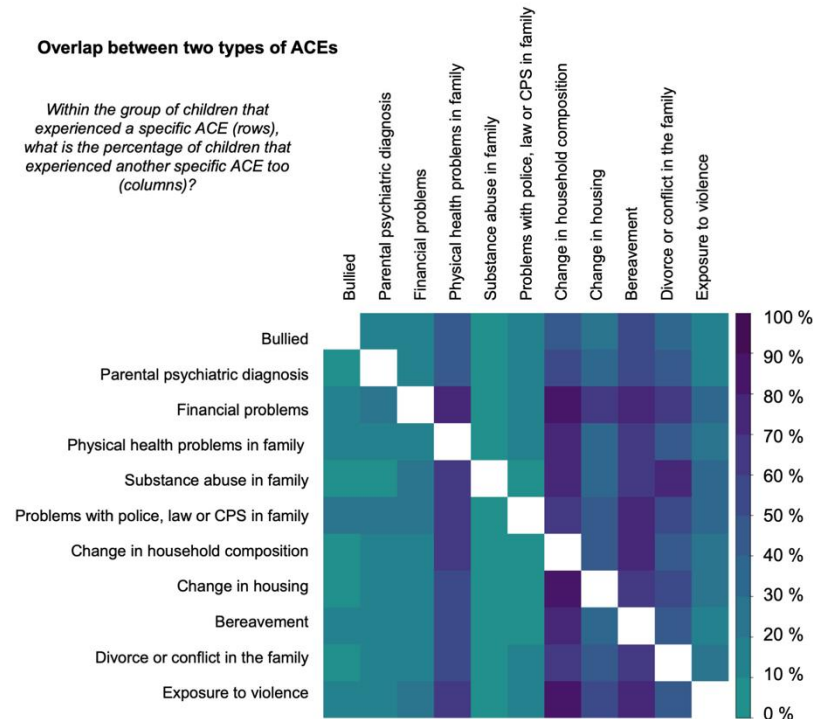 Overlap between two types of ACEs
Within the group of children that
experienced a specific ACE (rows),
what is the percentage of children that
experienced another specific ACE too
(columns)?
Bullied
Parental psychiatric diagnosis
Financial problems
Physical health problems in family
Substance abuse in family
Problems with police, law or CPS in family
Change in household composition
Change in housing
Bereavement
Divorce or conflict in the family
Exposure to violence
Bullied
Parental psychiatric diagnosis
Financial problems
Physical health problems in family
Substance abuse in family
Problems with police, law or CPS in family
Change in household composition
Change in housing
Bereavement
Divorce or conflict in the family
Exposure to violence
100 %
90 %
80 %
70 %
60 %
50 %
40 %
30 %
20 %
10 %
0 %